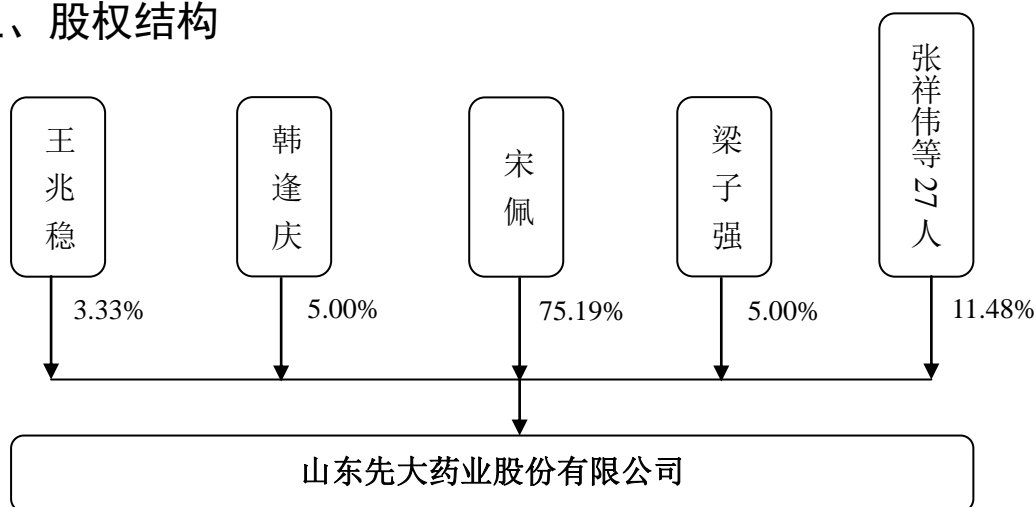 、股权结构
王兆稳
韩逢庆
宋佩
梁子强
张祥伟等27人
3.33%
5.00%
75.19%
5.00%
11.48%
山东先大药业股份有限公司